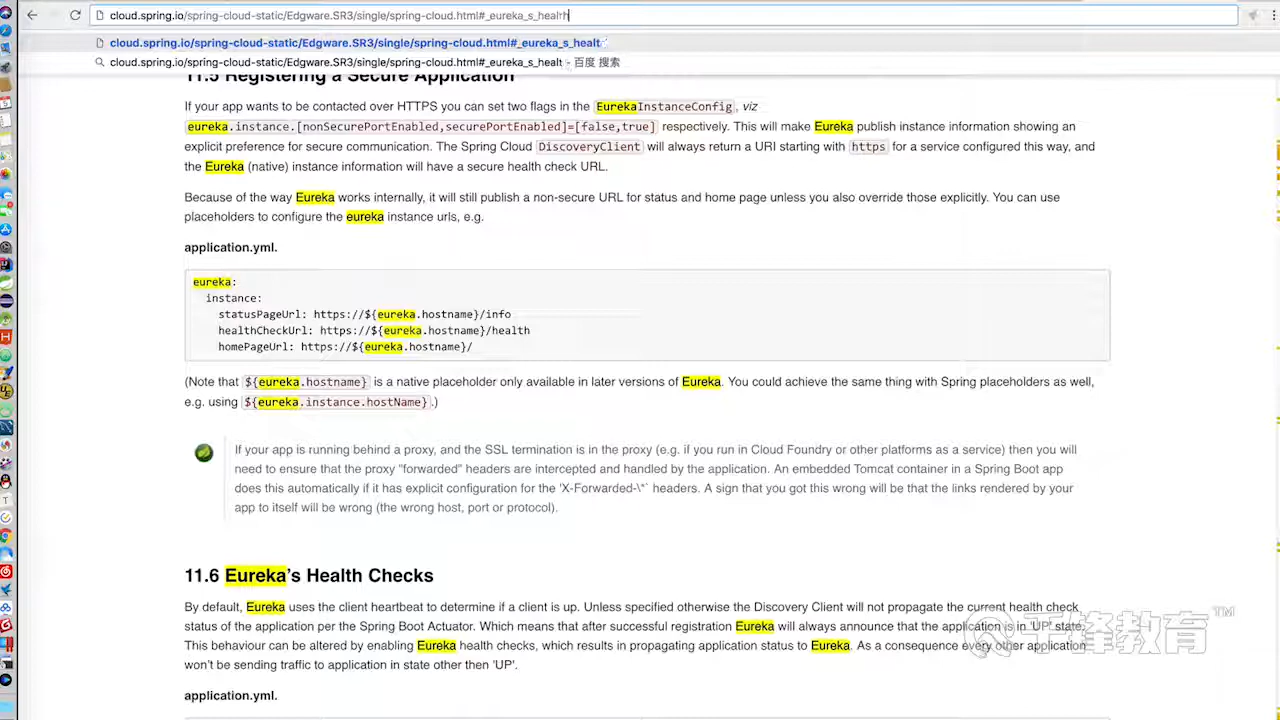 cloud.spring.io/spring-cloud-static/Edgware.SR3/single/spring-cloud.html#_eureka_s_healrh
cloud.spring.io/spring-cloud-static/Edgware.SR3/single/spring-cloud.html#_eureka_s_healt
cloud.spring.io/spring-cloud-static/Edgware.SR3/single/spring-cloud.html#_eureka_s_healt - 百度 搜索
11.5 Registering a Secure Application
If your app wants to be contacted over HTTPS you can set two flags in the EurekaInstanceConfig, viz
eureka.instance.[nonSecurePortEnabled,securePortEnabled]=[false,true] respectively. This will make Eureka publish instance information showing an
explicit preference for secure communication. The Spring Cloud DiscoveryClient will always return a URI starting with https for a service configured this way, and
the Eureka (native) instance information will have a secure health check URL.
Because of the way Eureka works internally, it will still publish a non-secure URL for status and home page unless you also override those explicitly. You can use
placeholders to configure the eureka instance urls, e.g.
application.yml.
eureka:
instance:
statusPageUrl: https://${eureka.hostname}/info
healthCheckUrl: https://${eureka.hostname}/health
homePageUrl: https://${eureka.hostname}/
(Note that ${eureka.hostname} is a native placeholder only available in later versions of Eureka. You could achieve the same thing with Spring placeholders as well,
e.g. using ${eureka.instance.hostName}.)
If your app is running behind a proxy, and the SSL termination is in the proxy (e.g. if you run in Cloud Foundry or other platforms as a service) then you will
need to ensure that the proxy "forwarded" headers are intercepted and handled by the application. An embedded Tomcat container in a Spring Boot app
does this automatically if it has explicit configuration for the 'X-Forwarded-\*` headers. A sign that you got this wrong will be that the links rendered by your
app to itself will be wrong (the wrong host, port or protocol).
11.6 Eureka's Health Checks
By default, Eureka uses the client heartbeat to determine if a client is up. Unless specified otherwise the Discovery Client will not propagate the current health check
status of the application per the Spring Boot Actuator. Which means that after successful registration Eureka will always announce that the application is in 'UP' state.
This behaviour can be altered by enabling Eureka health checks, which results in propagating application status to Eureka. As a consequence every other application
won't be sending traffic to application in state other then 'UP'.
千锋教育™
application.yml.